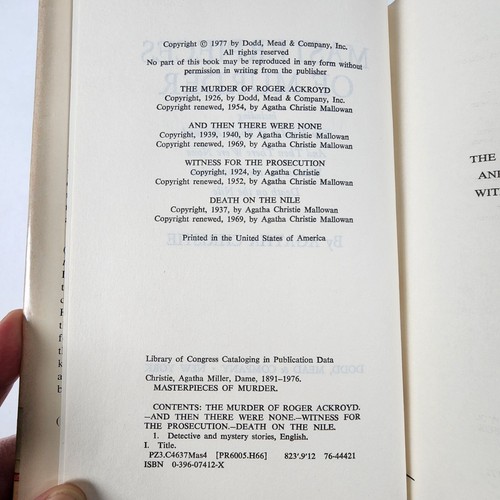 Copyright © 1977 by Dodd, Mead & Company, Inc.
All rights reserved
No part of this book may be reproduced in any form without
permission in writing from the publisher
THE MURDER OF ROGER ACKROYD
Copyright, 1926, by Dodd, Mead & Company, Inc.
Copyright renewed, 1954, by Agatha Christie Mallowan
AND THEN THERE WERE NONE
Copyright, 1939, 1940, by Agatha Christie Mallowan
Copyright renewed, 1969, by Agatha Christie Mallowan
WITNESS FOR THE PROSECUTION
Copyright, 1924, by Agatha Christie
Copyright renewed, 1952, by Agatha Christie Mallowan
DEATH ON THE NILE
Copyright, 1937, by Agatha Christie Mallowan
Copyright renewed, 1969, by Agatha Christie Mallowan
Printed in the United States of America
Library of Congress Cataloging in Publication Data
Christie, Agatha Miller, Dame, 1891-1976.
MASTERPIECES OF MURDER.
CONTENTS: THE MURDER OF ROGER ACKROYD.
—AND THEN THERE WERE NONE.—WITNESS FOR
THE PROSECUTION.—DEATH ON THE NILE.
1. Detective and mystery stories, English.
I. Title.
PZ3.C4637Mas4 [PR6005.H66] 823'.9'12 76-44421
ISBN 0-396-07412-X
THE
AND
WIT